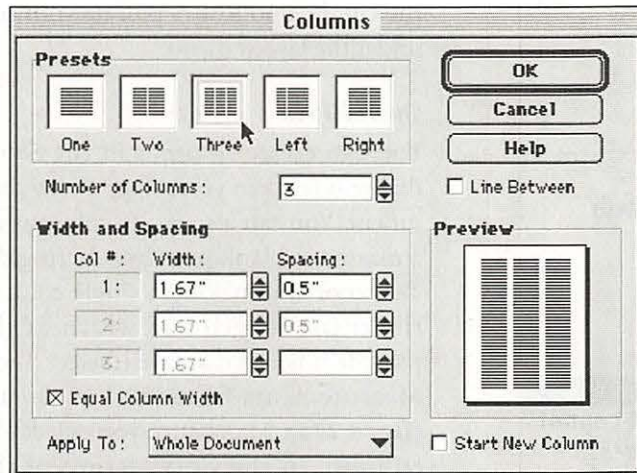 Columns
Presets
OK
Cancel
Help
One Two Three Left Right
Number of Columns: 3
Line Between
Width and Spacing
Preview
Col #: Width: Spacing:
1: 1.67" 0.5"
2: 1.67" 0.5"
3: 1.67"
Equal Column Width
Apply To: Whole Document
Start New Column